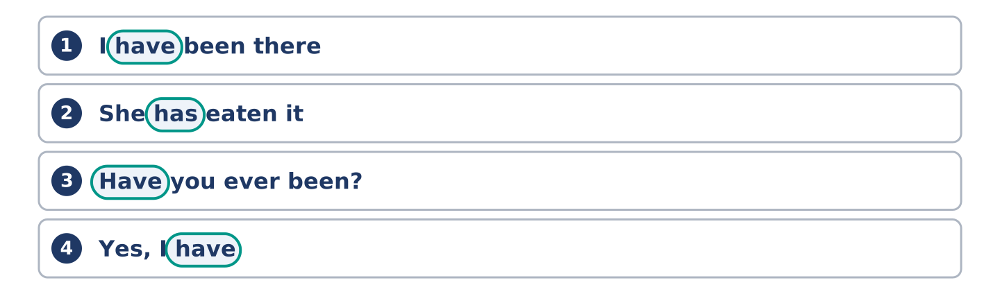 1 I have been there
2 She has eaten it
3 Have you ever been?
4 Yes, I have